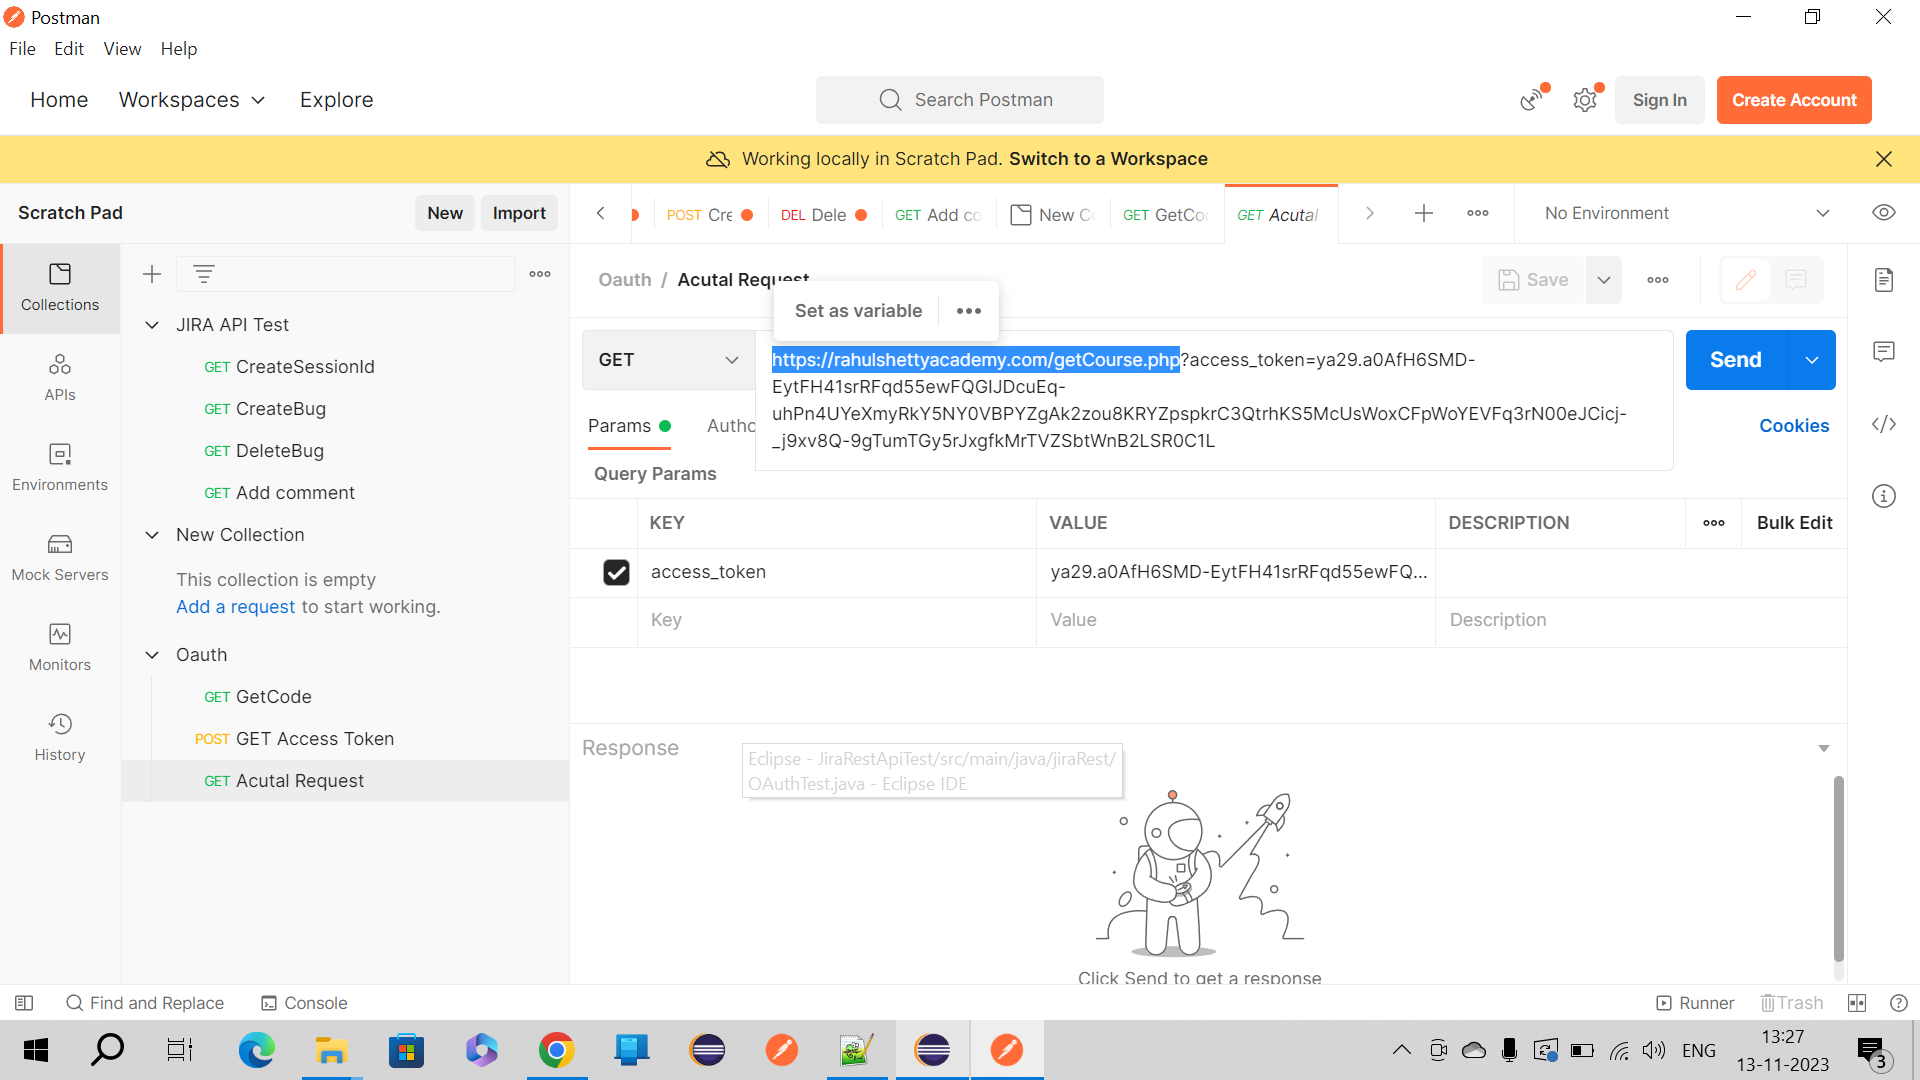 Postman
File Edit View Help
Home Workspaces Explore Search Postman Sign In Create Account
Working locally in Scratch Pad. Switch to a Workspace
Scratch Pad New Import POST Cre DEL Dele GET Add co New Co GET GetCoc GET Acutal No Environment
Collections
APIs
Environments
Mock Servers
Monitors
History
JIRA API Test
GET CreateSessionId
GET CreateBug
GET DeleteBug
GET Add comment
New Collection
This collection is empty
Add a request to start working.
Oauth
GET GetCode
POST GET Access Token
GET Acutal Request
Oauth / Acutal Request Save
Set as variable
GET https://rahulshettyacademy.com/getCourse.php?access_token=ya29.a0AfH6SMD-
EytFH41srRFqd55ewFQGIJDcuEq-
uhPn4UYeXmyRkY5NY0VBPYZgAk2zou8KRYZpspkrC3QtrhKS5McUsWoxCFpWoYEVFq3rN00eJCicj-
_j9xv8Q-9gTumTGy5rJxgfkMrTVZSbtWnB2LSR0C1L
Send
Params Autho Cookies
Query Params
KEY VALUE DESCRIPTION Bulk Edit
access_token ya29.a0AfH6SMD-EytFH41srRFqd55ewFQ...
Key Value Description
Response
Eclipse - JiraRestApiTest/src/main/java/jiraRest/
OAuthTest.java - Eclipse IDE
Click Send to get a response
Find and Replace Console Runner Trash
ENG 13:27
13-11-2023 3